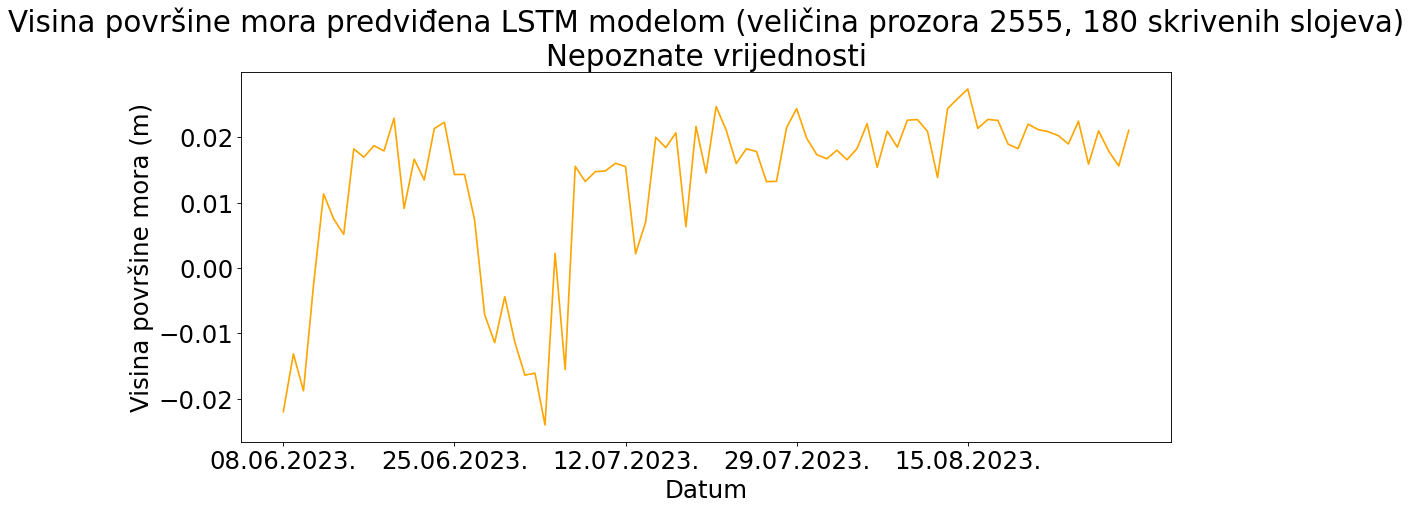 Visina površine mora predviđena LSTM modelom (veličina prozora 2555, 180 skrivenih slojeva)
Nepoznate vrijednosti
Visina površine mora (m)
0.02
0.01
0.00
−0.01
−0.02
08.06.2023. 25.06.2023. 12.07.2023. 29.07.2023. 15.08.2023.
Datum